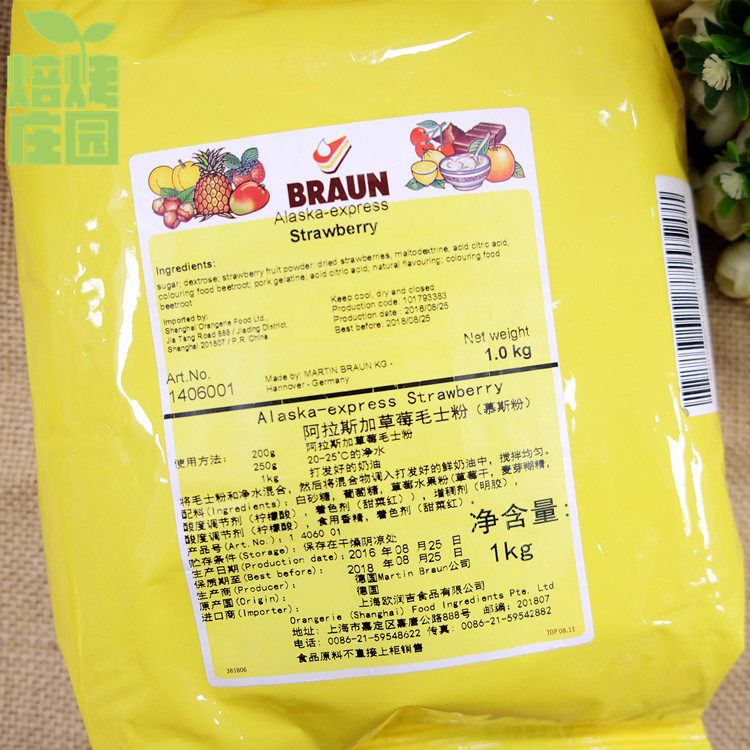 焙烤
庄园
BRAUN
Alaska-express
Strawberry
Ingredients:
sugar; dextrose; strawberry fruit powder: dried strawberries, maltodextrine, acid citric acid,
colouring food beetroot; pork gelatine, acid citric acid; natural flavouring; colouring food
beetroot
Imported by:
Shanghai Orangerie Food Ltd.,
Jia Tang Road 888 / Jiading District,
Shanghai 201807 / P.R. China
Keep cool, dry and closed
Production code: 101793383
Production date: 2016/08/25
Best before: 2018/08/25
Net weight
1.0 kg
Art.No.
1406001
Made by: MARTIN BRAUN KG -
Hannover - Germany
Alaska-express Strawberry
阿拉斯加草莓毛士粉（慕斯粉）
使用方法: 200g 阿拉斯加草莓毛士粉
250g 20-25℃的净水
1kg 打发好的奶油
将毛士粉和净水混合, 然后将混合物调入打发好的鲜奶油中, 搅拌均匀。
配料(Ingredients): 白砂糖, 葡萄糖, 草莓水果粉(草莓干, 麦芽糊精,
酸度调节剂（柠檬酸）, 着色剂（甜菜红））, 增稠剂(明胶),
酸度调节剂（柠檬酸）, 食用香精, 着色剂（甜菜红）,
产品号(Art.No.): 1 4060 01
贮存条件(Storage): 保存在干燥阴凉处
生产日期(Production date): 2016 年 08 月 25 日
保质期至(Best before): 2018 年 08 月 25 日
生产商(Producer): 德国Martin Braun公司
原产国(Origin): 德国
进口商(Importer): 上海欧润吉食品有限公司
Orangerie (Shanghai) Food Ingredients Pte. Ltd
地址: 上海市嘉定区嘉唐公路888号 邮编: 201807
电话: 0086-21-59548622 传真: 0086-21-59542882
食品原料不直接上柜销售
净含量:
1kg
381806
TOP 08.11